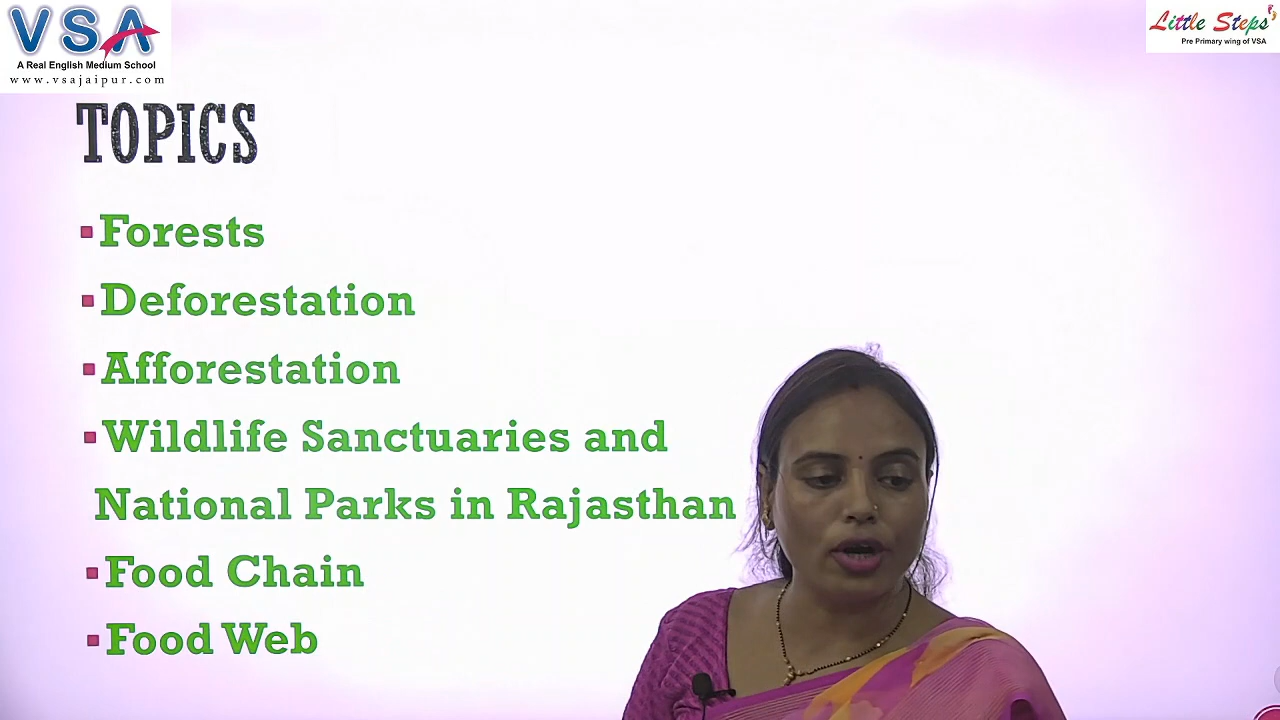 VSA
A Real English Medium School
www.vsajaipur.com
Little Steps
Pre Primary wing of VSA
TOPICS
Forests
Deforestation
Afforestation
Wildlife Sanctuaries and
National Parks in Rajasthan
Food Chain
Food Web